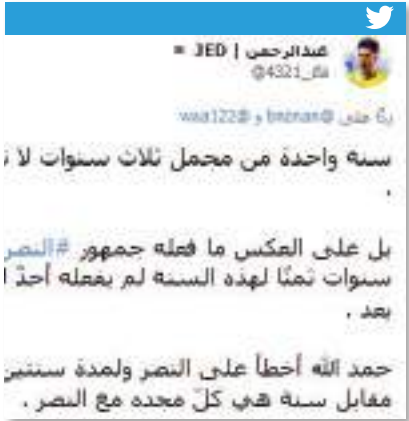 عبدالرحمن | JED
@4321_da
ردًا على @beznan و @waa122
سنة واحدة من مجمل ثلاث سنوات لا
.
بل على العكس ما فعله جمهور #النصر
سنوات ثمنًا لهذه السنة لم يفعله أحدً
بعد .
حمد الله أخطأ على النصر ولمدة سنتين
مقابل سنة هي كلّ مجده مع النصر .